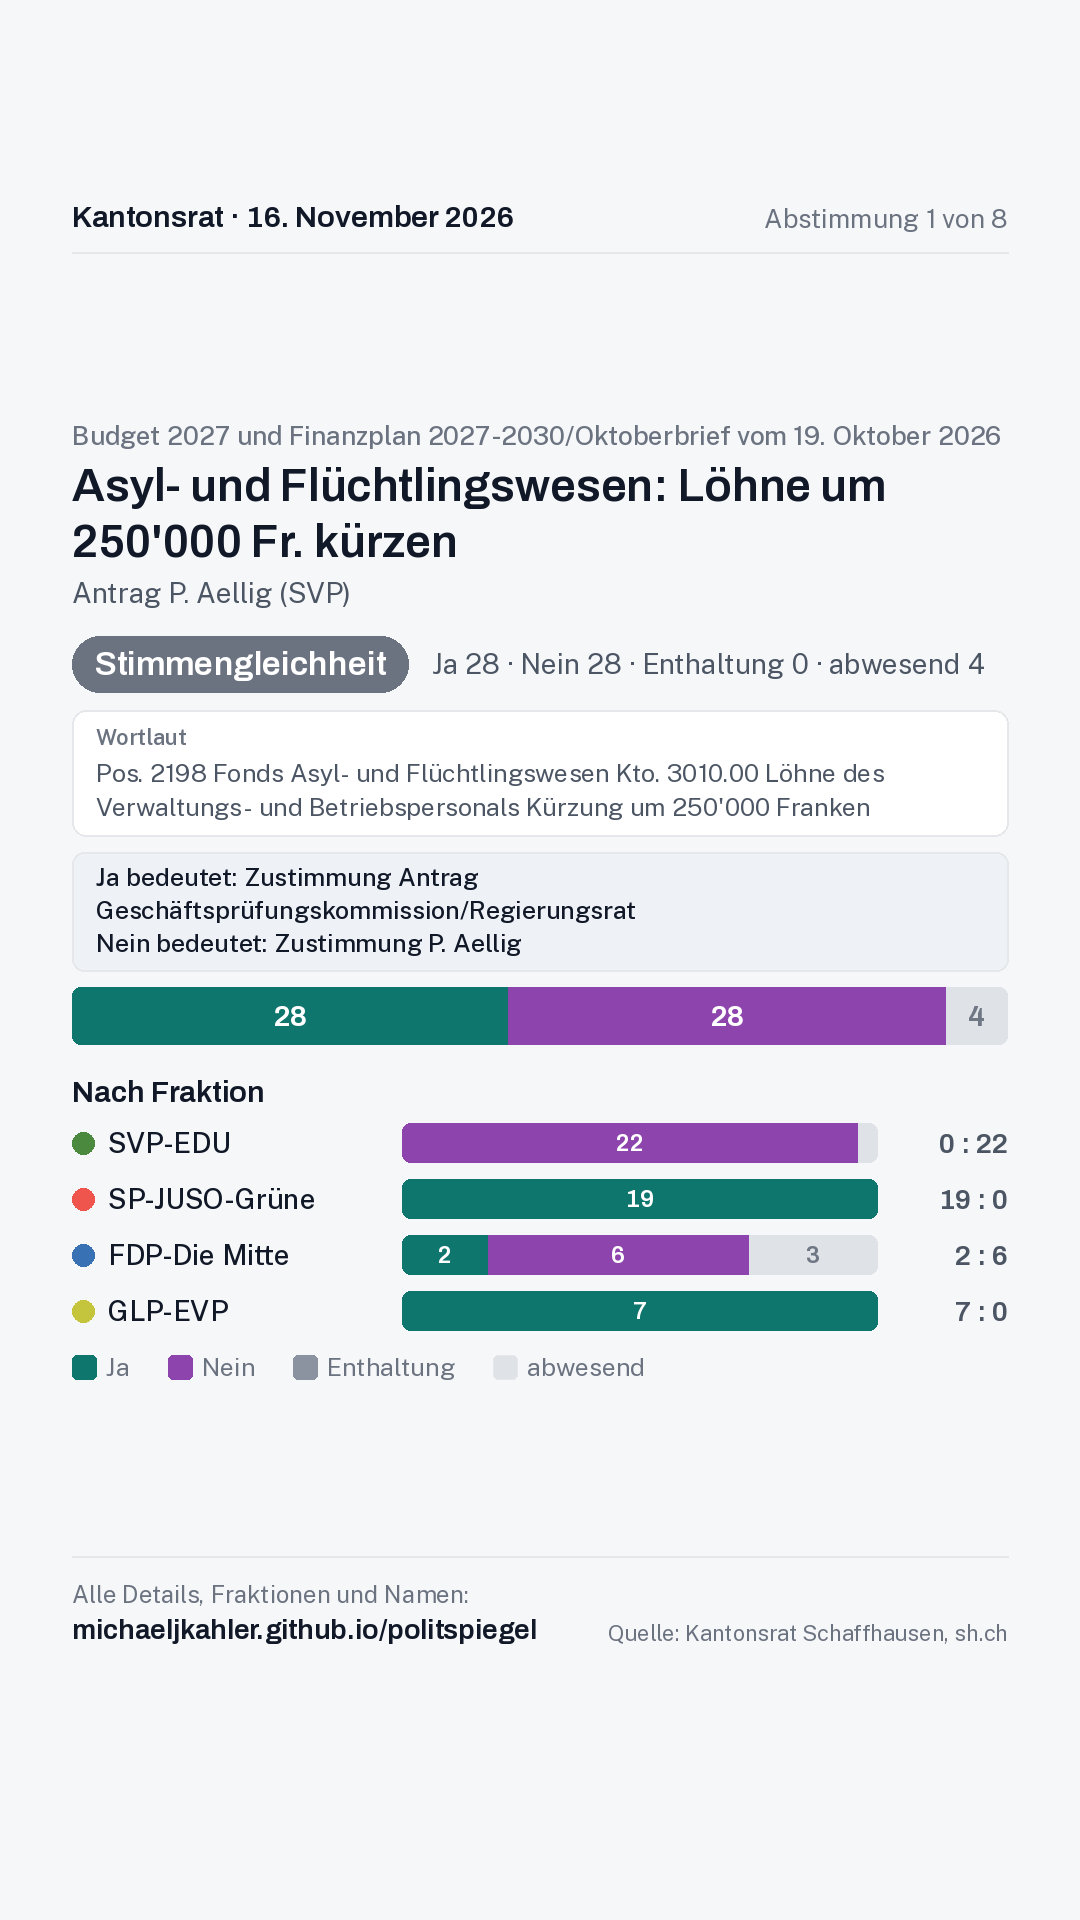 Kantonsrat · 16. November 2026
Abstimmung 1 von 8
Budget 2027 und Finanzplan 2027-2030/Oktoberbrief vom 19. Oktober 2026
Asyl- und Flüchtlingswesen: Löhne um
250'000 Fr. kürzen
Antrag P. Aellig (SVP)
Stimmengleichheit
Ja 28 · Nein 28 · Enthaltung 0 · abwesend 4
Wortlaut
Pos. 2198 Fonds Asyl- und Flüchtlingswesen Kto. 3010.00 Löhne des
Verwaltungs- und Betriebspersonals Kürzung um 250'000 Franken
Ja bedeutet: Zustimmung Antrag
Geschäftsprüfungskommission/Regierungsrat
Nein bedeutet: Zustimmung P. Aellig
28 28 4
Nach Fraktion
SVP-EDU 22 0 : 22
SP-JUSO-Grüne 19 19 : 0
FDP-Die Mitte 2 6 3 2 : 6
GLP-EVP 7 7 : 0
Ja Nein Enthaltung abwesend
Alle Details, Fraktionen und Namen:
michaeljkahler.github.io/politspiegel
Quelle: Kantonsrat Schaffhausen, sh.ch